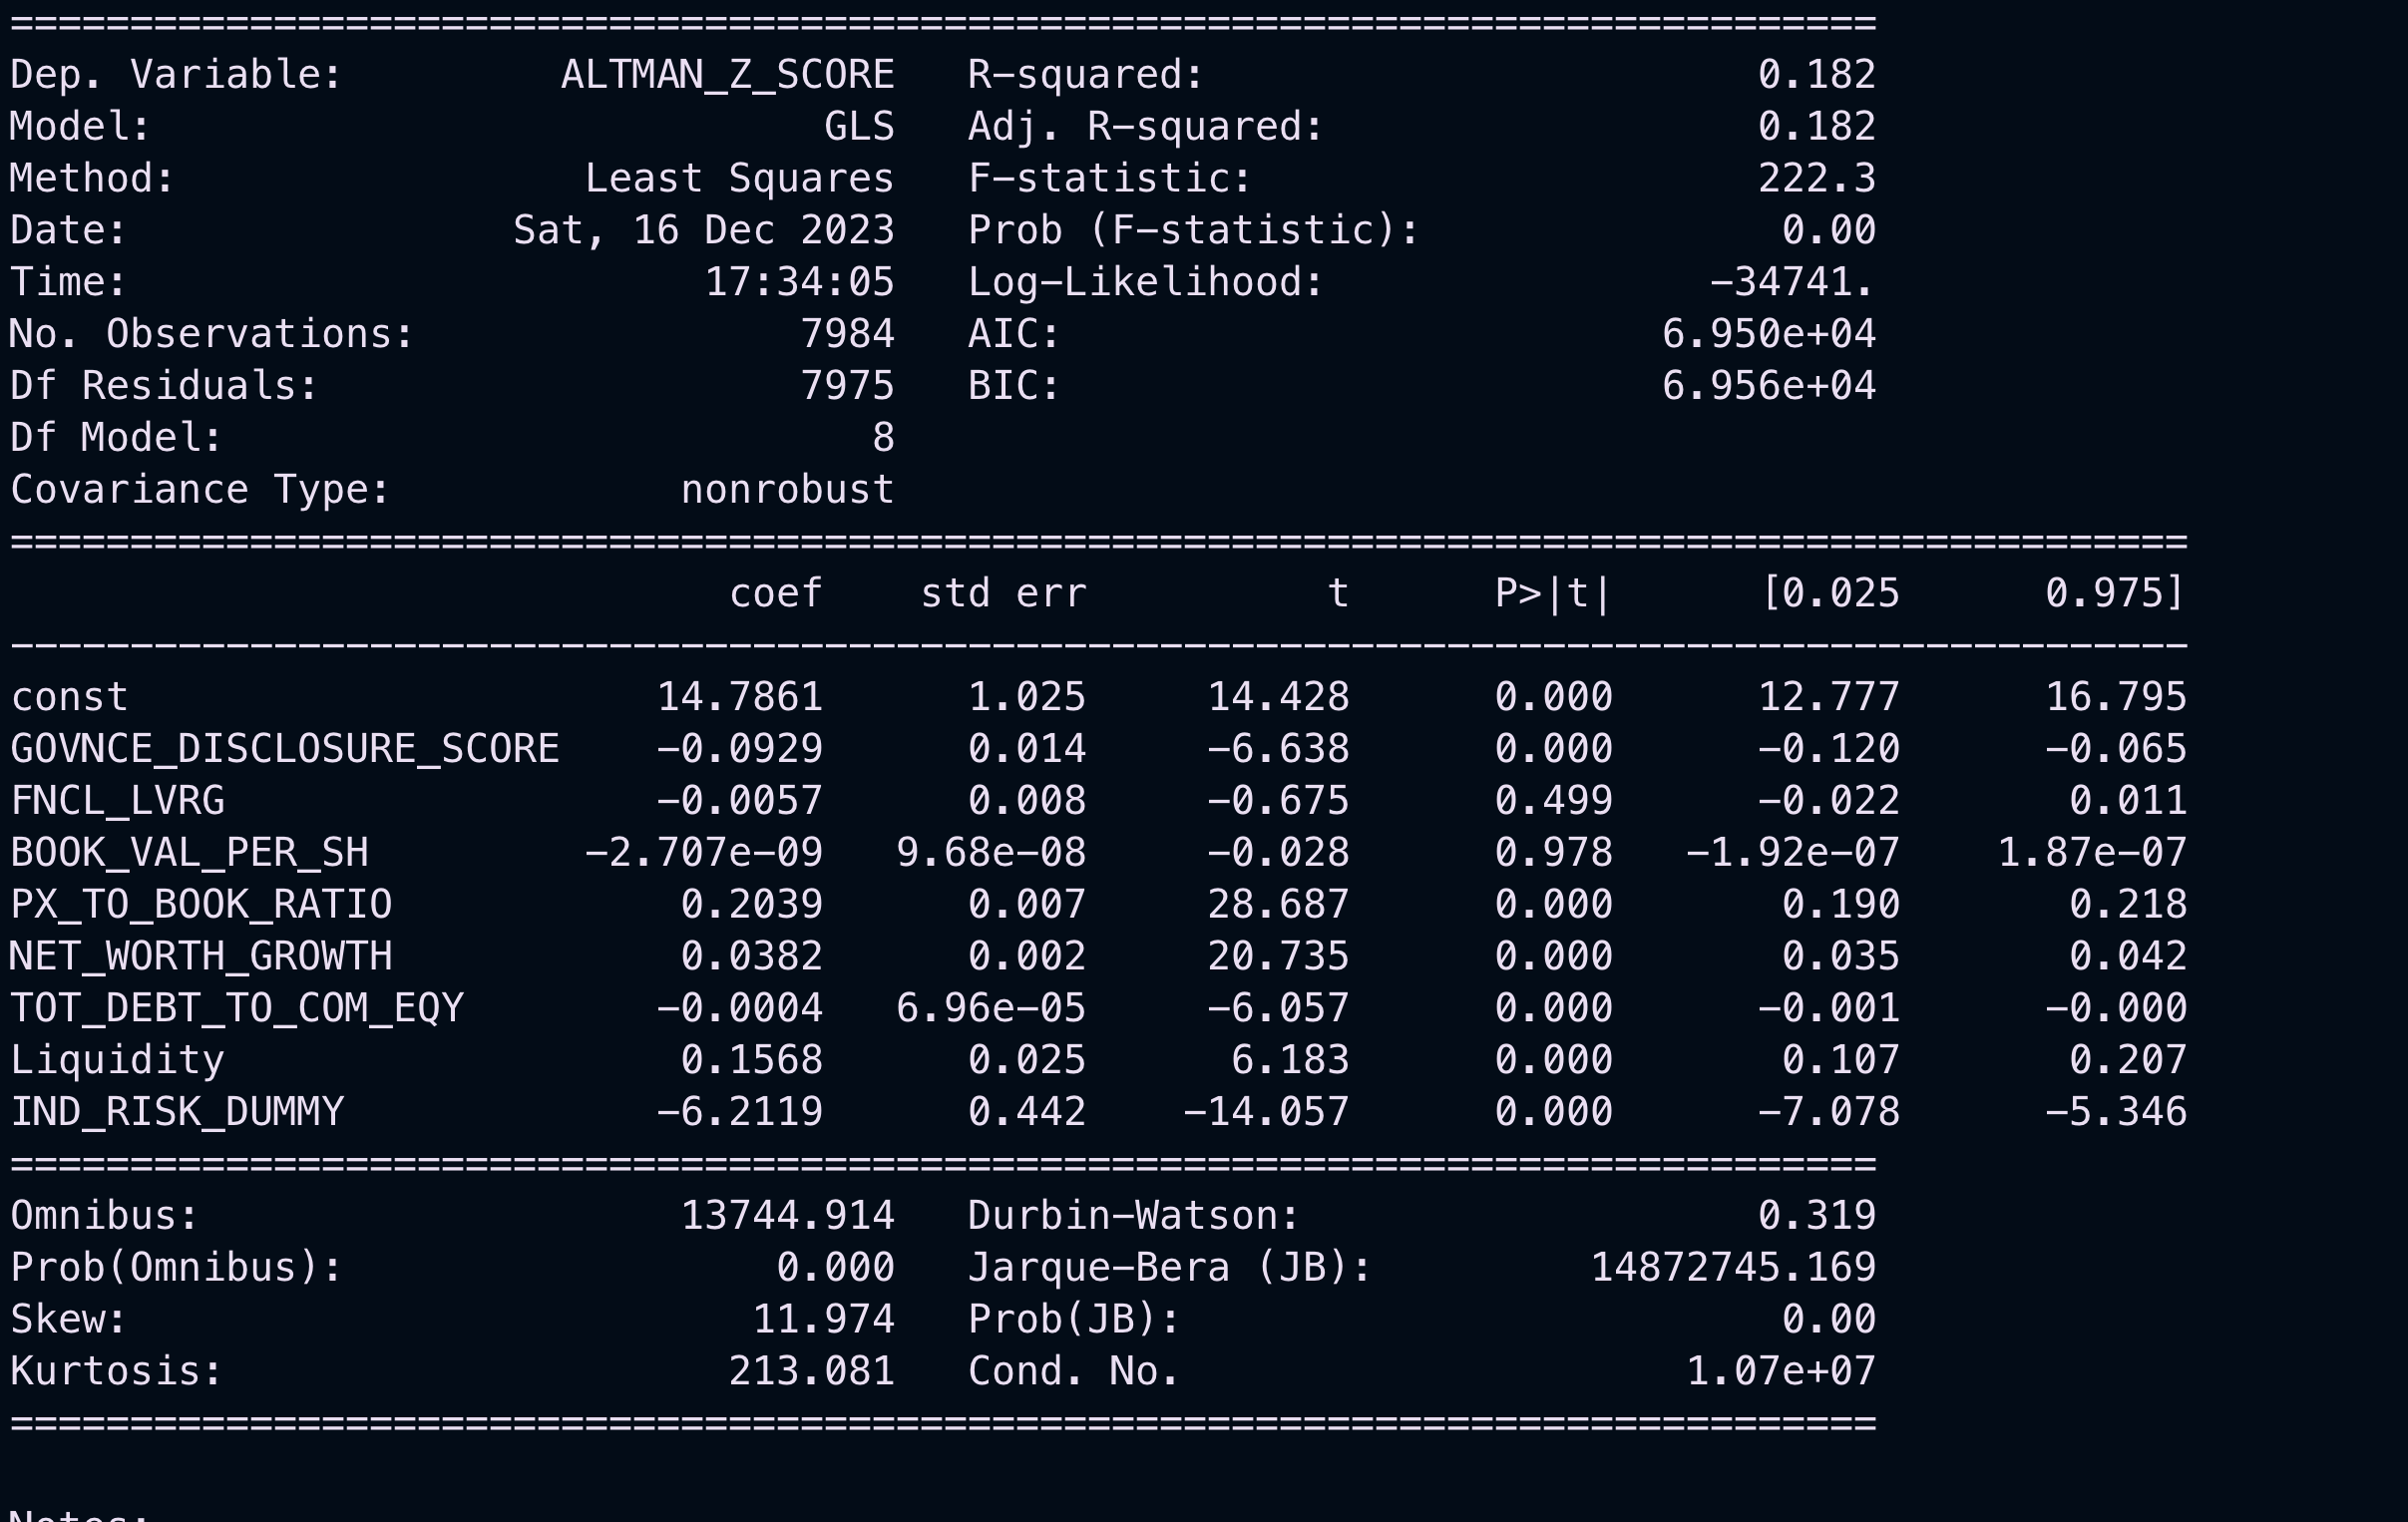 ==============================================================================
Dep. Variable:         ALTMAN_Z_SCORE   R-squared:                       0.182
Model:                            GLS   Adj. R-squared:                  0.182
Method:                 Least Squares   F-statistic:                     222.3
Date:                Sat, 16 Dec 2023   Prob (F-statistic):               0.00
Time:                        17:34:05   Log-Likelihood:                -34741.
No. Observations:                7984   AIC:                         6.950e+04
Df Residuals:                    7975   BIC:                         6.956e+04
Df Model:                           8
Covariance Type:            nonrobust
===========================================================================================
                              coef    std err          t      P>|t|      [0.025      0.975]
-------------------------------------------------------------------------------------------
const                      14.7861      1.025     14.428      0.000      12.777      16.795
GOVNCE_DISCLOSURE_SCORE    -0.0929      0.014     -6.638      0.000      -0.120      -0.065
FNCL_LVRG                  -0.0057      0.008     -0.675      0.499      -0.022       0.011
BOOK_VAL_PER_SH         -2.707e-09   9.68e-08     -0.028      0.978   -1.92e-07    1.87e-07
PX_TO_BOOK_RATIO            0.2039      0.007     28.687      0.000       0.190       0.218
NET_WORTH_GROWTH            0.0382      0.002     20.735      0.000       0.035       0.042
TOT_DEBT_TO_COM_EQY        -0.0004   6.96e-05     -6.057      0.000      -0.001      -0.000
Liquidity                   0.1568      0.025      6.183      0.000       0.107       0.207
IND_RISK_DUMMY             -6.2119      0.442    -14.057      0.000      -7.078      -5.346
==============================================================================
Omnibus:                    13744.914   Durbin-Watson:                   0.319
Prob(Omnibus):                  0.000   Jarque-Bera (JB):         14872745.169
Skew:                          11.974   Prob(JB):                         0.00
Kurtosis:                     213.081   Cond. No.                     1.07e+07
==============================================================================
Notes: